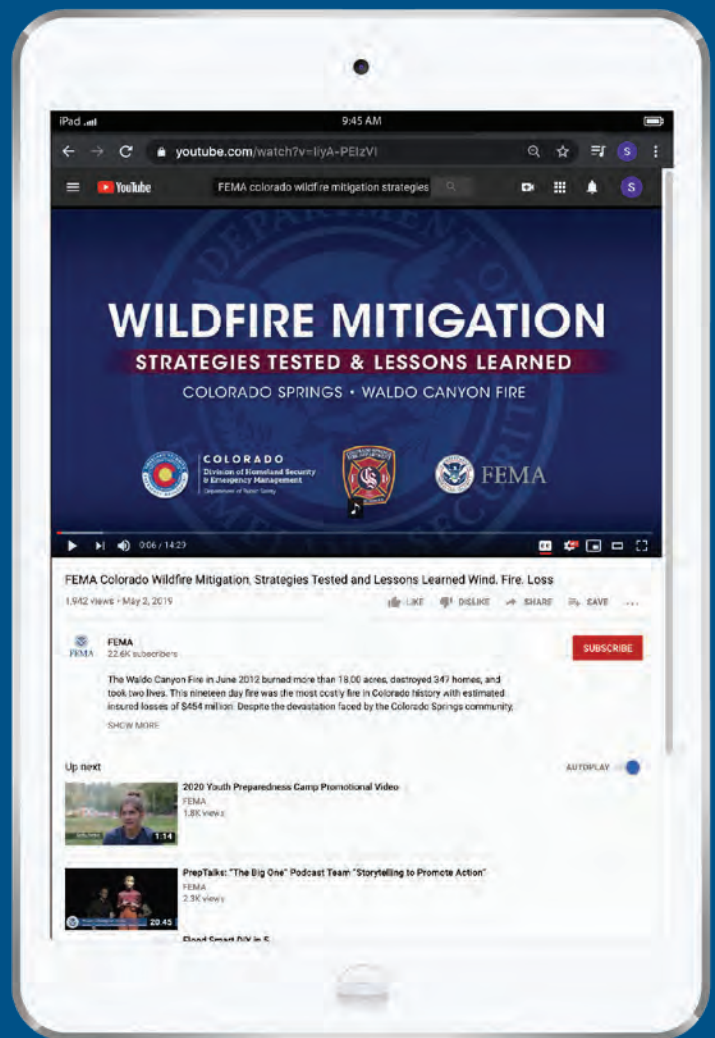 iPad
9:45 AM
youtube.com/watch?v=IiyA-PEIzVI
S
YouTube
FEMA colorado wildfire mitigation strategies
S
DEPARTMENT OF
WILDFIRE MITIGATION
STRATEGIES TESTED & LESSONS LEARNED
COLORADO SPRINGS • WALDO CANYON FIRE
COLORADO
Division of Homeland Security
& Emergency Management
Department of Public Safety
FEMA
0:06 / 14:29
FEMA Colorado Wildfire Mitigation, Strategies Tested and Lessons Learned Wind. Fire. Loss
1,942 views • May 2, 2019
LIKE DISLIKE SHARE SAVE ...
FEMA
FEMA
22.6K subscribers
SUBSCRIBE
The Waldo Canyon Fire in June 2012 burned more than 18,00 acres, destroyed 347 homes, and
took two lives. This nineteen day fire was the most costly fire in Colorado history with estimated
insured losses of $454 million. Despite the devastation faced by the Colorado Springs community,
SHOW MORE
Up next
AUTOPLAY
2020 Youth Preparedness Camp Promotional Video
FEMA
1.8K views
1:14
PrepTalks: "The Big One" Podcast Team "Storytelling to Promote Action"
FEMA
2.3K views
20:45
Flood Smart DIY in 5